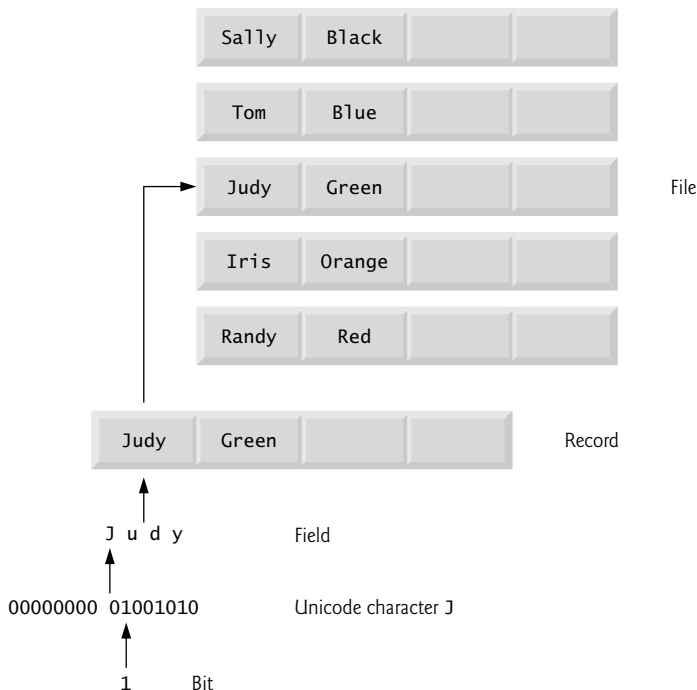 Sally Black
Tom Blue
Judy Green File
Iris Orange
Randy Red
Judy Green Record
J u d y Field
00000000 01001010 Unicode character J
1 Bit